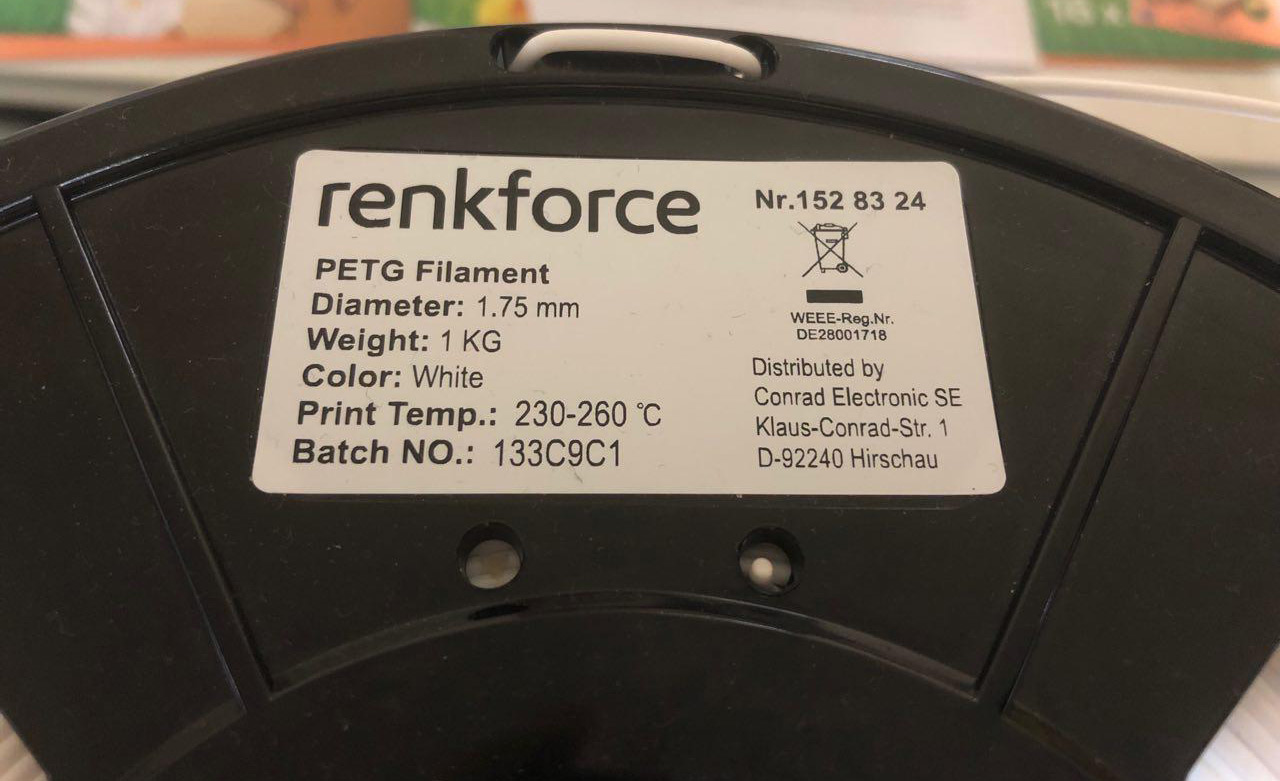 renkforce
PETG Filament
Diameter: 1.75 mm
Weight: 1 KG
Color: White
Print Temp.: 230-260 ℃
Batch NO.: 133C9C1
Nr.152 83 24
WEEE-Reg.Nr.
DE28001718
Distributed by
Conrad Electronic SE
Klaus-Conrad-Str. 1
D-92240 Hirschau